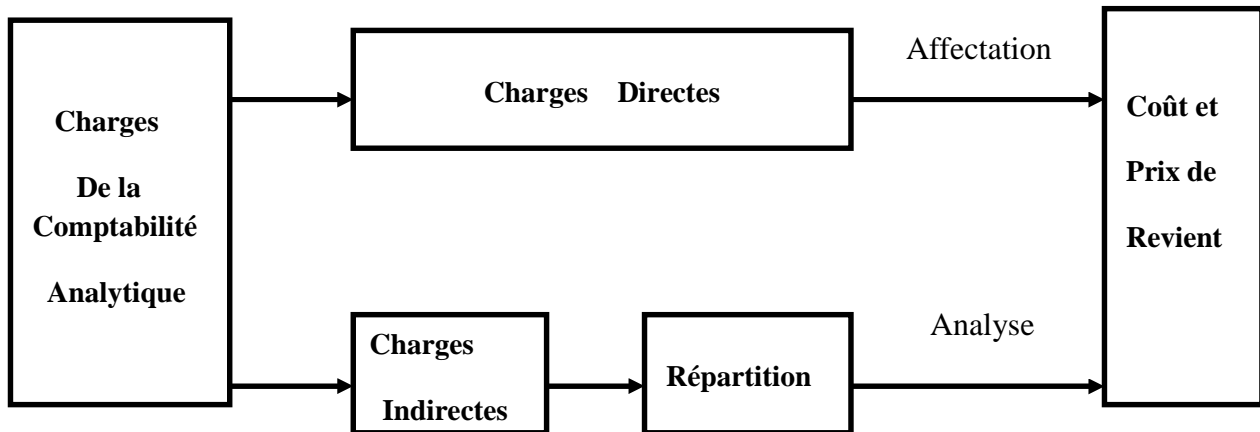 Charges
De la
Comptabilité
Analytique
Charges Directes
Affectation
Coût et
Prix de
Revient
Charges
Indirectes
Répartition
Analyse